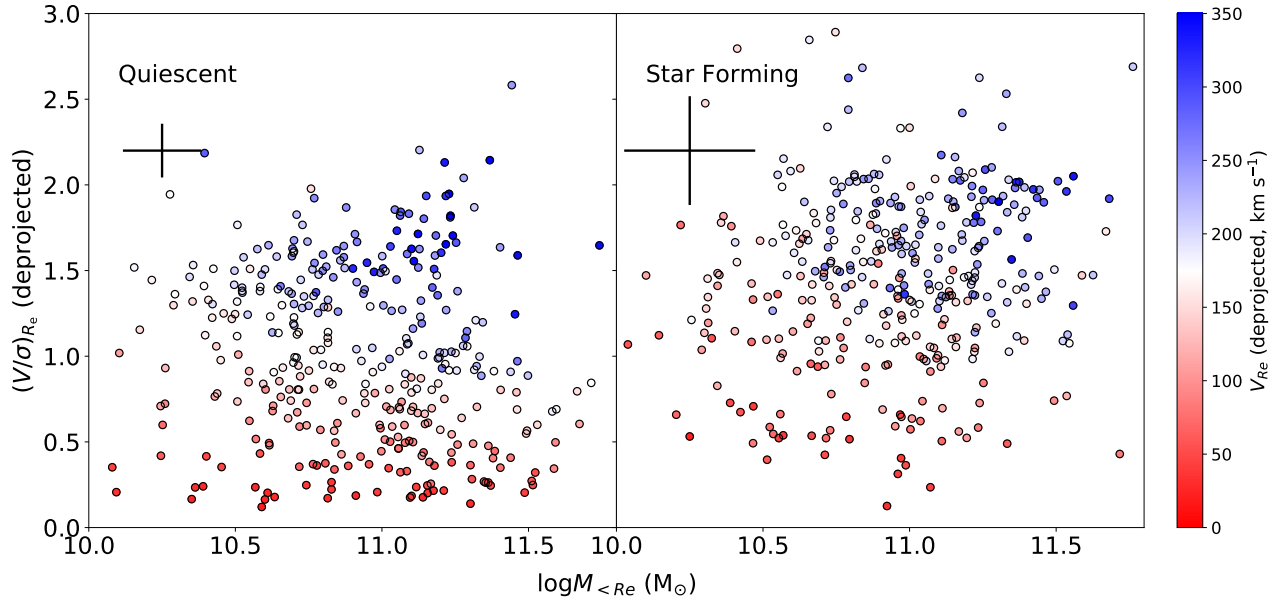 3.0
2.5
2.0
1.5
1.0
0.5
0.0
(V/σ)Rₑ (deprojected)
Quiescent
Star Forming
10.0 10.5 11.0 11.5 10.0 10.5 11.0 11.5
logM<Re (M⊙)
350
300
250
200
150
100
50
0
VRe (deprojected, km s⁻¹)